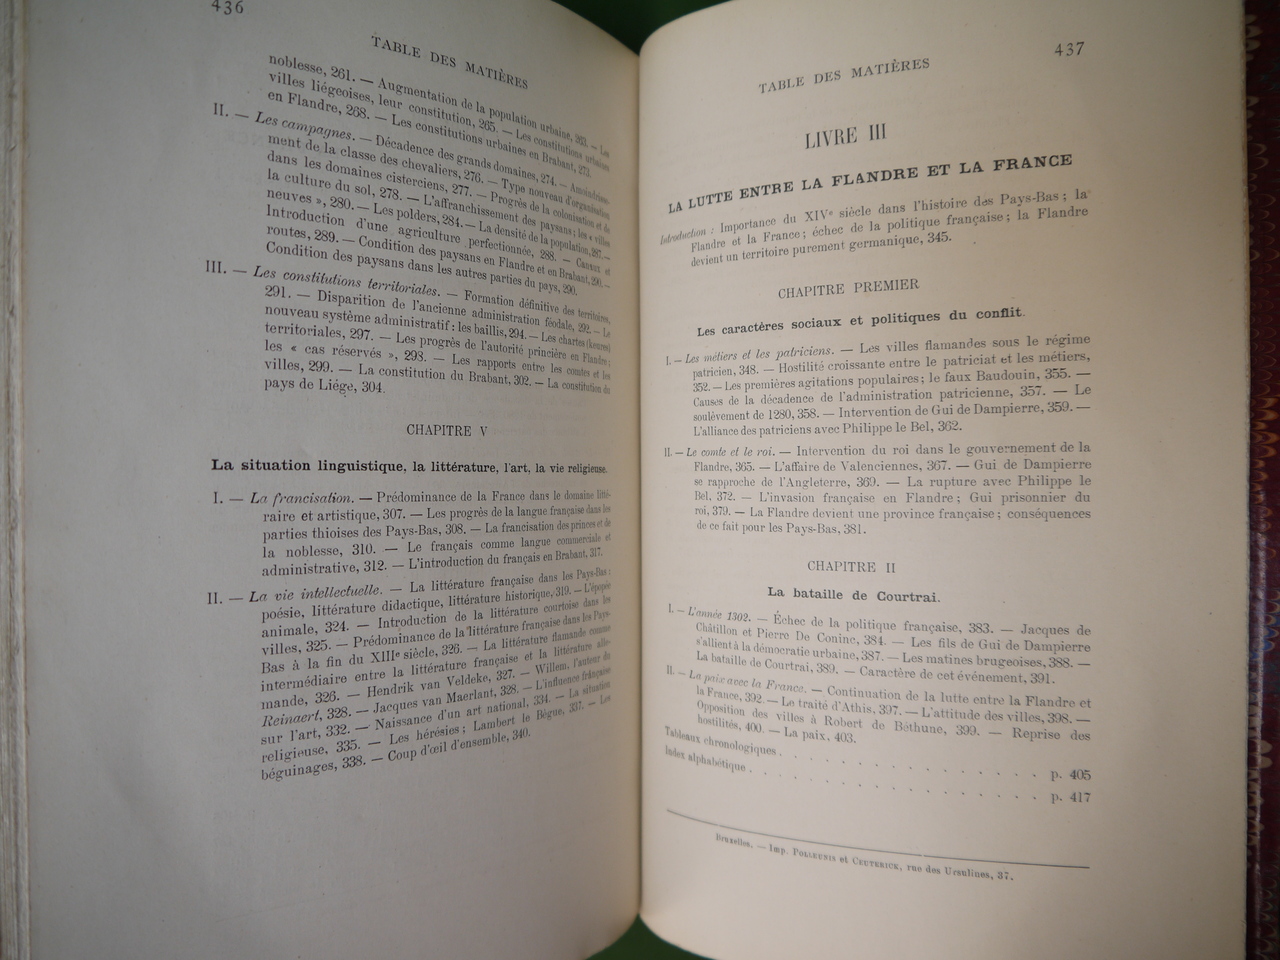 436
TABLE DES MATIÈRES
noblesse, 261. — Augmentation de la population urbaine, 263. — Les
villes liégeoises, leur constitution, 265. — Les constitutions urbaines
en Flandre, 268. — Les constitutions urbaines en Brabant, 273.
II. — Les campagnes. — Décadence des grands domaines, 274. — Amoindrisse-
ment de la classe des chevaliers, 276. — Type nouveau d'organisation
dans les domaines cisterciens, 277. — Progrès de la colonisation et de
la culture du sol, 278. — L'affranchissement des paysans ; les « villes
neuves », 280. — Les polders, 284. — La densité de la population, 287. —
Introduction d'une agriculture perfectionnée, 288. — Canaux et
routes, 289. — Condition des paysans en Flandre et en Brabant, 290. —
Condition des paysans dans les autres parties du pays, 290.
III. — Les constitutions territoriales. — Formation définitive des territoires,
291. — Disparition de l'ancienne administration féodale, 292. — Le
nouveau système administratif : les baillis, 294. — Les chartes (keures)
territoriales, 297. — Les progrès de l'autorité princière en Flandre ;
les « cas réservés », 293. — Les rapports entre les comtes et les
villes, 299. — La constitution du Brabant, 302. — La constitution du
pays de Liége, 304.
CHAPITRE V
La situation linguistique, la littérature, l'art, la vie religieuse.
I. — La francisation. — Prédominance de la France dans le domaine litté-
raire et artistique, 307. — Les progrès de la langue française dans les
parties thioises des Pays-Bas, 308. — La francisation des princes et de
la noblesse, 310. — Le français comme langue commerciale et
administrative, 312. — L'introduction du français en Brabant, 317.
II. — La vie intellectuelle. — La littérature française dans les Pays-Bas :
poésie, littérature didactique, littérature historique, 319. — L'épopée
animale, 324. — Introduction de la littérature courtoise dans les
villes, 325. — Prédominance de la littérature française dans les Pays-
Bas à la fin du XIIIe siècle, 326. — La littérature flamande comme
intermédiaire entre la littérature française et la littérature alle-
mande, 326. — Hendrik van Veldeke, 327. — Willem, l'auteur du
Reinaert, 328. — Jacques van Maerlant, 328. — L'influence française
sur l'art, 332. — Naissance d'un art national, 334. — La situation
religieuse, 335. — Les hérésies ; Lambert le Bègue, 337. — Les
béguinages, 338. — Coup d'œil d'ensemble, 340.
437
TABLE DES MATIÈRES
LIVRE III
LA LUTTE ENTRE LA FLANDRE ET LA FRANCE
Introduction : Importance du XIVe siècle dans l'histoire des Pays-Bas ; la
Flandre et la France ; échec de la politique française ; la Flandre
devient un territoire purement germanique, 345.
CHAPITRE PREMIER
Les caractères sociaux et politiques du conflit.
I. — Les métiers et les patriciens. — Les villes flamandes sous le régime
patricien, 348. — Hostilité croissante entre le patriciat et les métiers,
352. — Les premières agitations populaires ; le faux Baudouin, 355. —
Causes de la décadence de l'administration patricienne, 357. — Le
soulèvement de 1280, 358. — Intervention de Gui de Dampierre, 359. —
L'alliance des patriciens avec Philippe le Bel, 362.
II. — Le comte et le roi. — Intervention du roi dans le gouvernement de la
Flandre, 365. — L'affaire de Valenciennes, 367. — Gui de Dampierre
se rapproche de l'Angleterre, 369. — La rupture avec Philippe le
Bel, 372. — L'invasion française en Flandre ; Gui prisonnier du
roi, 379. — La Flandre devient une province française ; conséquences
de ce fait pour les Pays-Bas, 381.
CHAPITRE II
La bataille de Courtrai.
I. — L'année 1302. — Échec de la politique française, 383. — Jacques de
Châtillon et Pierre De Coninc, 384. — Les fils de Gui de Dampierre
s'allient à la démocratie urbaine, 387. — Les matines brugeoises, 388. —
La bataille de Courtrai, 389. — Caractère de cet événement, 391.
II. — La paix avec la France. — Continuation de la lutte entre la Flandre et
la France, 392. — Le traité d'Athis, 397. — L'attitude des villes, 398. —
Opposition des villes à Robert de Béthune, 399. — Reprise des
hostilités, 400. — La paix, 403.
Tableaux chronologiques . . . . . . . . . . p. 405
Index alphabétique . . . . . . . . . . . p. 417
Bruxelles. — Imp. POLLEUNIS et CEUTERICK, rue des Ursulines, 37.